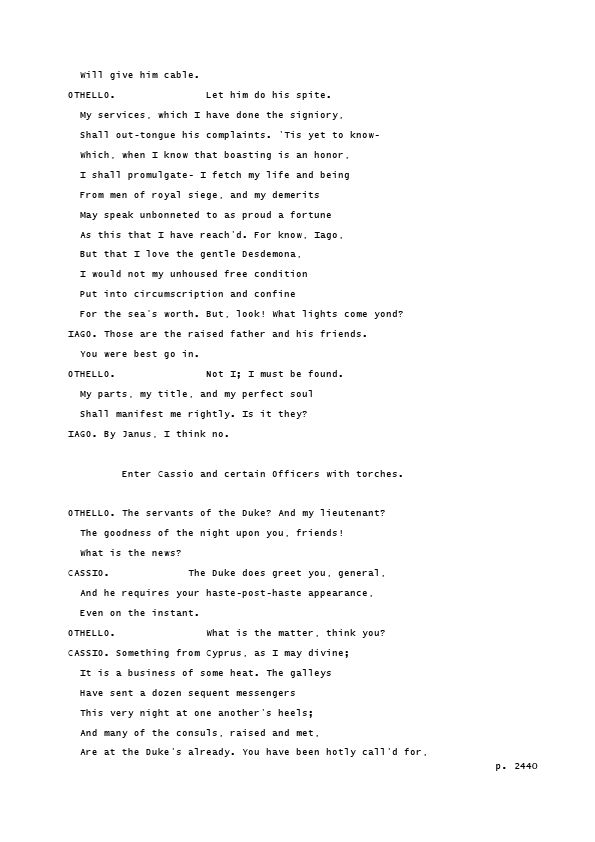 Will give him cable.
OTHELLO. Let him do his spite.
My services, which I have done the signiory,
Shall out-tongue his complaints. 'Tis yet to know-
Which, when I know that boasting is an honor,
I shall promulgate- I fetch my life and being
From men of royal siege, and my demerits
May speak unbonneted to as proud a fortune
As this that I have reach'd. For know, Iago,
But that I love the gentle Desdemona,
I would not my unhoused free condition
Put into circumscription and confine
For the sea's worth. But, look! What lights come yond?
IAGO. Those are the raised father and his friends.
You were best go in.
OTHELLO. Not I; I must be found.
My parts, my title, and my perfect soul
Shall manifest me rightly. Is it they?
IAGO. By Janus, I think no.
Enter Cassio and certain Officers with torches.
OTHELLO. The servants of the Duke? And my lieutenant?
The goodness of the night upon you, friends!
What is the news?
CASSIO. The Duke does greet you, general,
And he requires your haste-post-haste appearance,
Even on the instant.
OTHELLO. What is the matter, think you?
CASSIO. Something from Cyprus, as I may divine;
It is a business of some heat. The galleys
Have sent a dozen sequent messengers
This very night at one another's heels;
And many of the consuls, raised and met,
Are at the Duke's already. You have been hotly call'd for,
p. 2440